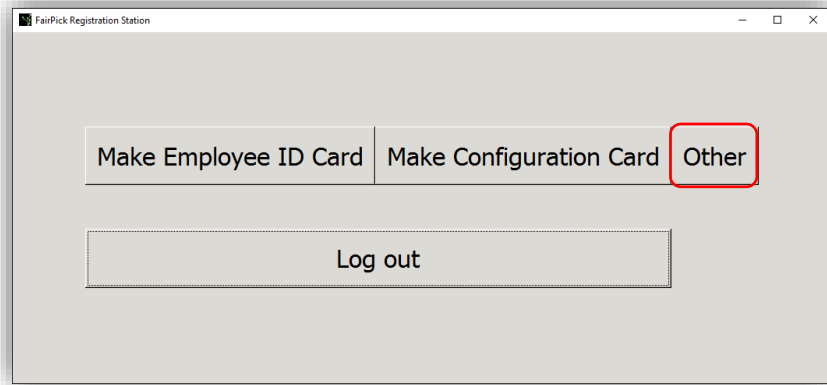 FairPick Registration Station
Make Employee ID Card Make Configuration Card Other
Log out